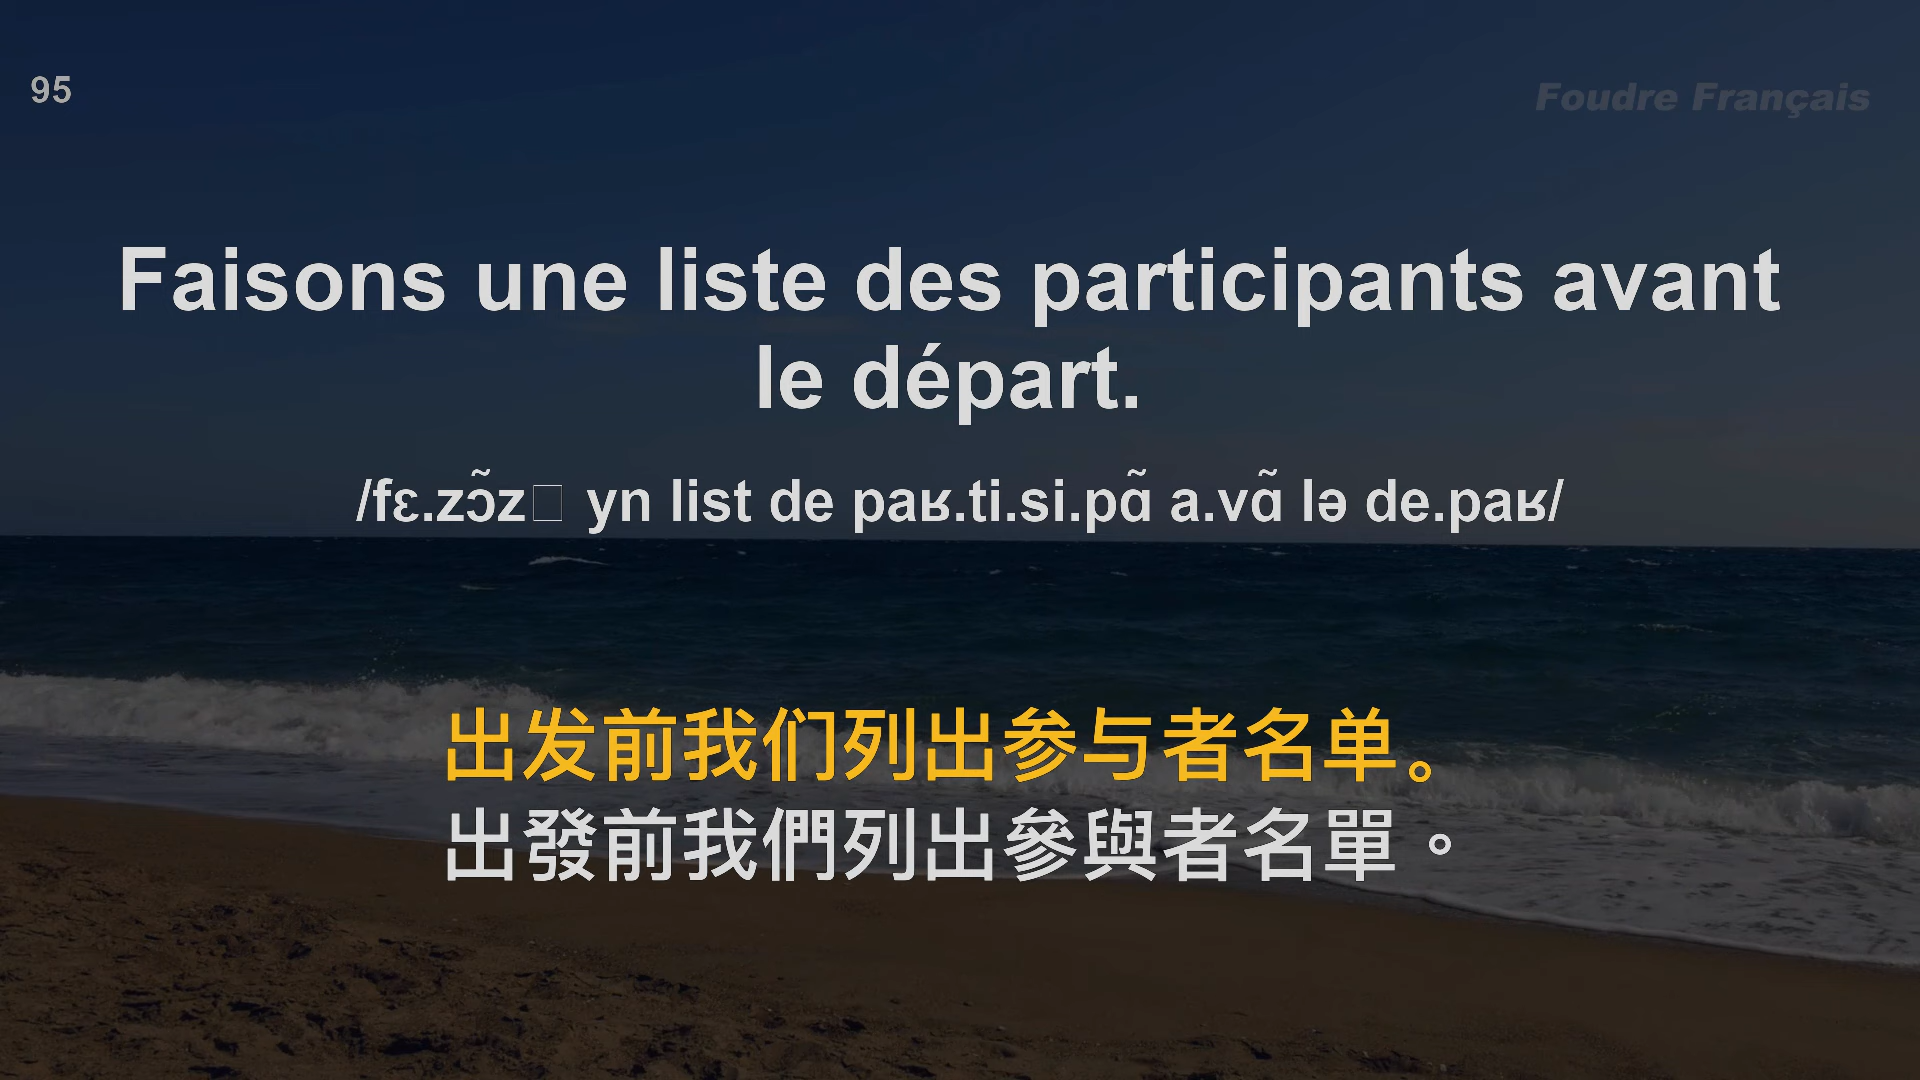 95
Foudre Français
Faisons une liste des participants avant
le départ.
/fɛ.zɔ̃z□ yn list de paʁ.ti.si.pɑ̃ a.vɑ̃ lə de.paʁ/
出发前我们列出参与者名单。
出發前我們列出參與者名單。